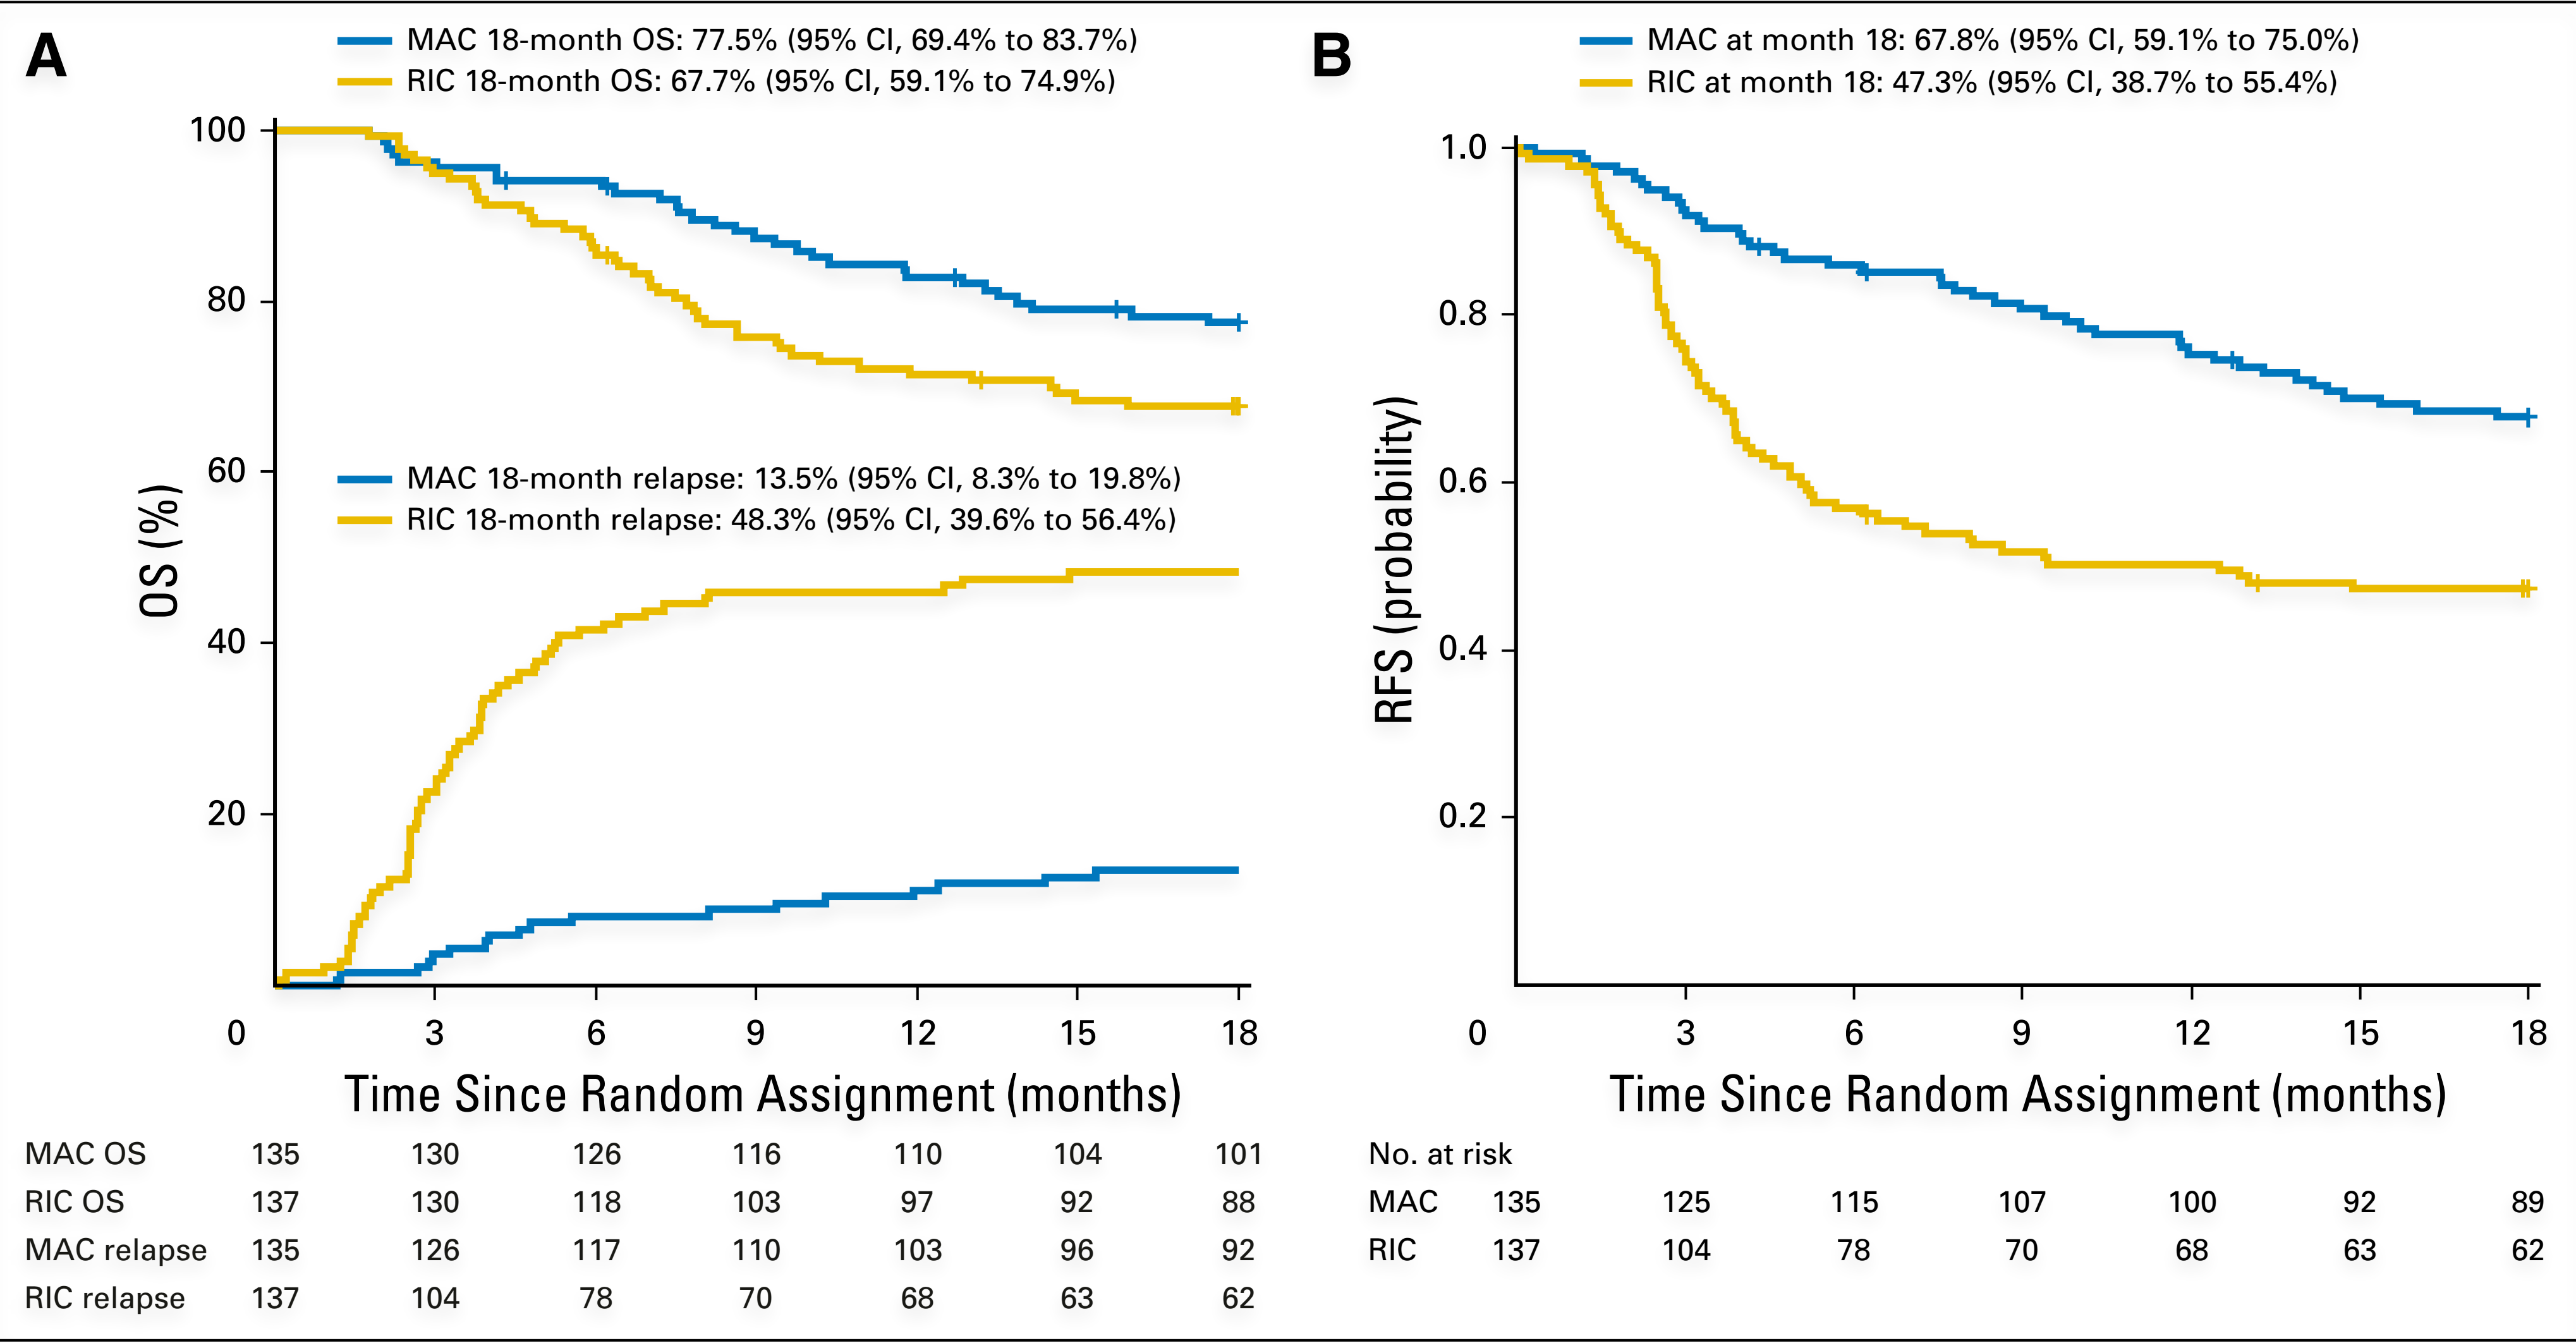 A
MAC 18-month OS: 77.5% (95% CI, 69.4% to 83.7%)
RIC 18-month OS: 67.7% (95% CI, 59.1% to 74.9%)
100
80
60
40
20
OS (%)
MAC 18-month relapse: 13.5% (95% CI, 8.3% to 19.8%)
RIC 18-month relapse: 48.3% (95% CI, 39.6% to 56.4%)
0 3 6 9 12 15 18
Time Since Random Assignment (months)
MAC OS 135 130 126 116 110 104 101
RIC OS 137 130 118 103 97 92 88
MAC relapse 135 126 117 110 103 96 92
RIC relapse 137 104 78 70 68 63 62
B
MAC at month 18: 67.8% (95% CI, 59.1% to 75.0%)
RIC at month 18: 47.3% (95% CI, 38.7% to 55.4%)
1.0
0.8
0.6
0.4
0.2
RFS (probability)
0 3 6 9 12 15 18
Time Since Random Assignment (months)
No. at risk
MAC 135 125 115 107 100 92 89
RIC 137 104 78 70 68 63 62